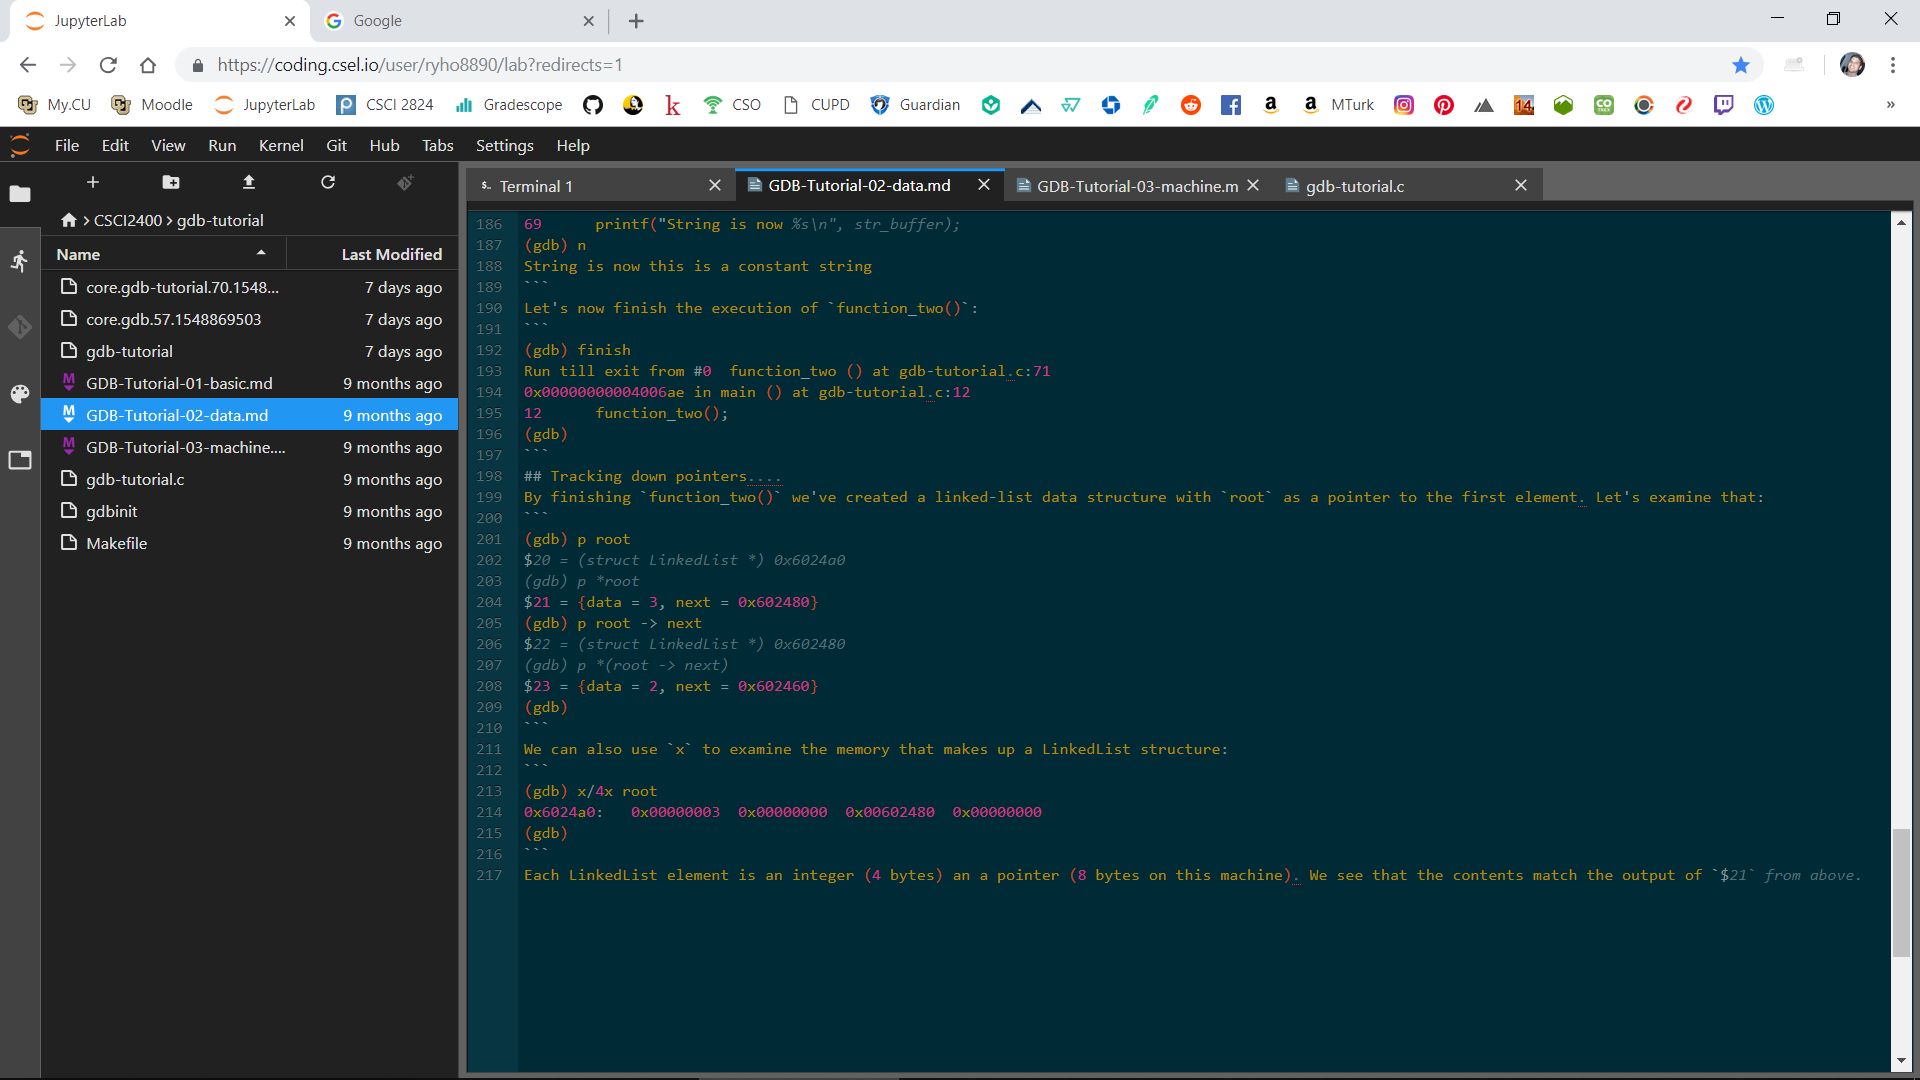 JupyterLab
Google
https://coding.csel.io/user/ryho8890/lab?redirects=1
My.CU Moodle JupyterLab CSCI 2824 Gradescope CSO CUPD Guardian MTurk
File Edit View Run Kernel Git Hub Tabs Settings Help
CSCI2400 > gdb-tutorial
Name Last Modified
core.gdb-tutorial.70.1548... 7 days ago
core.gdb.57.1548869503 7 days ago
gdb-tutorial 7 days ago
GDB-Tutorial-01-basic.md 9 months ago
GDB-Tutorial-02-data.md 9 months ago
GDB-Tutorial-03-machine.... 9 months ago
gdb-tutorial.c 9 months ago
gdbinit 9 months ago
Makefile 9 months ago
Terminal 1 GDB-Tutorial-02-data.md GDB-Tutorial-03-machine.m gdb-tutorial.c
186 69      printf("String is now %s\n", str_buffer);
187 (gdb) n
188 String is now this is a constant string
189 ```
190 Let's now finish the execution of `function_two()`:
191 ```
192 (gdb) finish
193 Run till exit from #0  function_two () at gdb-tutorial.c:71
194 0x00000000004006ae in main () at gdb-tutorial.c:12
195 12      function_two();
196 (gdb)
197 ```
198 ## Tracking down pointers....
199 By finishing `function_two()` we've created a linked-list data structure with `root` as a pointer to the first element. Let's examine that:
200 ```
201 (gdb) p root
202 $20 = (struct LinkedList *) 0x6024a0
203 (gdb) p *root
204 $21 = {data = 3, next = 0x602480}
205 (gdb) p root -> next
206 $22 = (struct LinkedList *) 0x602480
207 (gdb) p *(root -> next)
208 $23 = {data = 2, next = 0x602460}
209 (gdb)
210 ```
211 We can also use `x` to examine the memory that makes up a LinkedList structure:
212 ```
213 (gdb) x/4x root
214 0x6024a0:   0x00000003  0x00000000  0x00602480  0x00000000
215 (gdb)
216 ```
217 Each LinkedList element is an integer (4 bytes) an a pointer (8 bytes on this machine). We see that the contents match the output of `$21` from above.